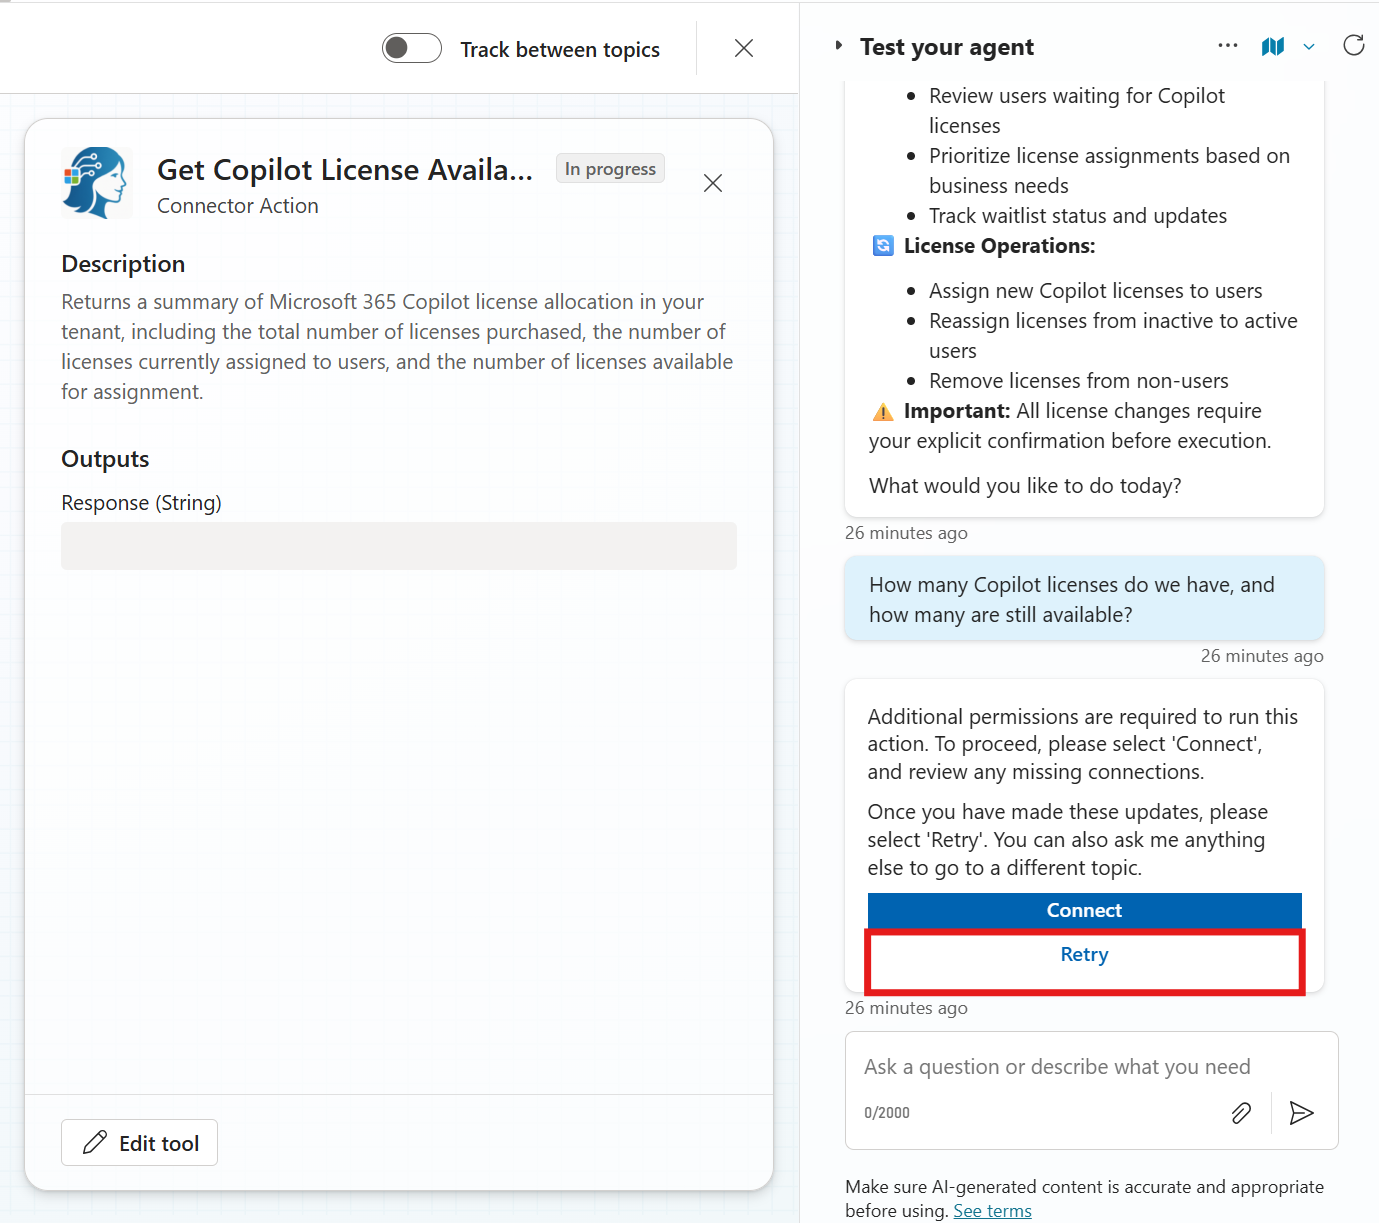 Track between topics
Get Copilot License Availa...
In progress
Connector Action
Description
Returns a summary of Microsoft 365 Copilot license allocation in your
tenant, including the total number of licenses purchased, the number of
licenses currently assigned to users, and the number of licenses available
for assignment.
Outputs
Response (String)
Edit tool
Test your agent
Review users waiting for Copilot
licenses
Prioritize license assignments based on
business needs
Track waitlist status and updates
License Operations:
Assign new Copilot licenses to users
Reassign licenses from inactive to active
users
Remove licenses from non-users
Important: All license changes require
your explicit confirmation before execution.
What would you like to do today?
26 minutes ago
How many Copilot licenses do we have, and
how many are still available?
26 minutes ago
Additional permissions are required to run this
action. To proceed, please select 'Connect',
and review any missing connections.
Once you have made these updates, please
select 'Retry'. You can also ask me anything
else to go to a different topic.
Connect
Retry
26 minutes ago
Ask a question or describe what you need
0/2000
Make sure AI-generated content is accurate and appropriate
before using. See terms